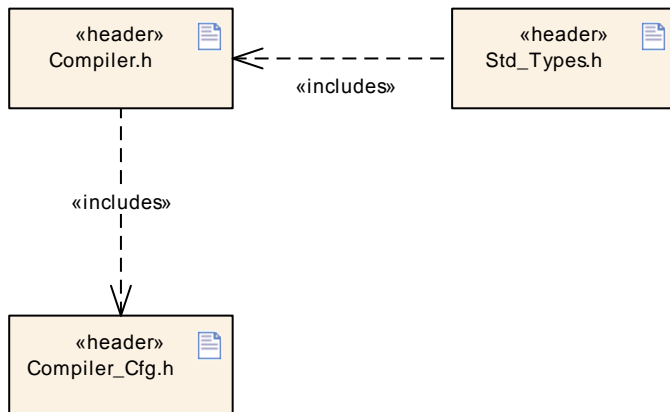 «header»
Compiler.h
«header»
Std_Types.h
«includes»
«includes»
«header»
Compiler_Cfg.h